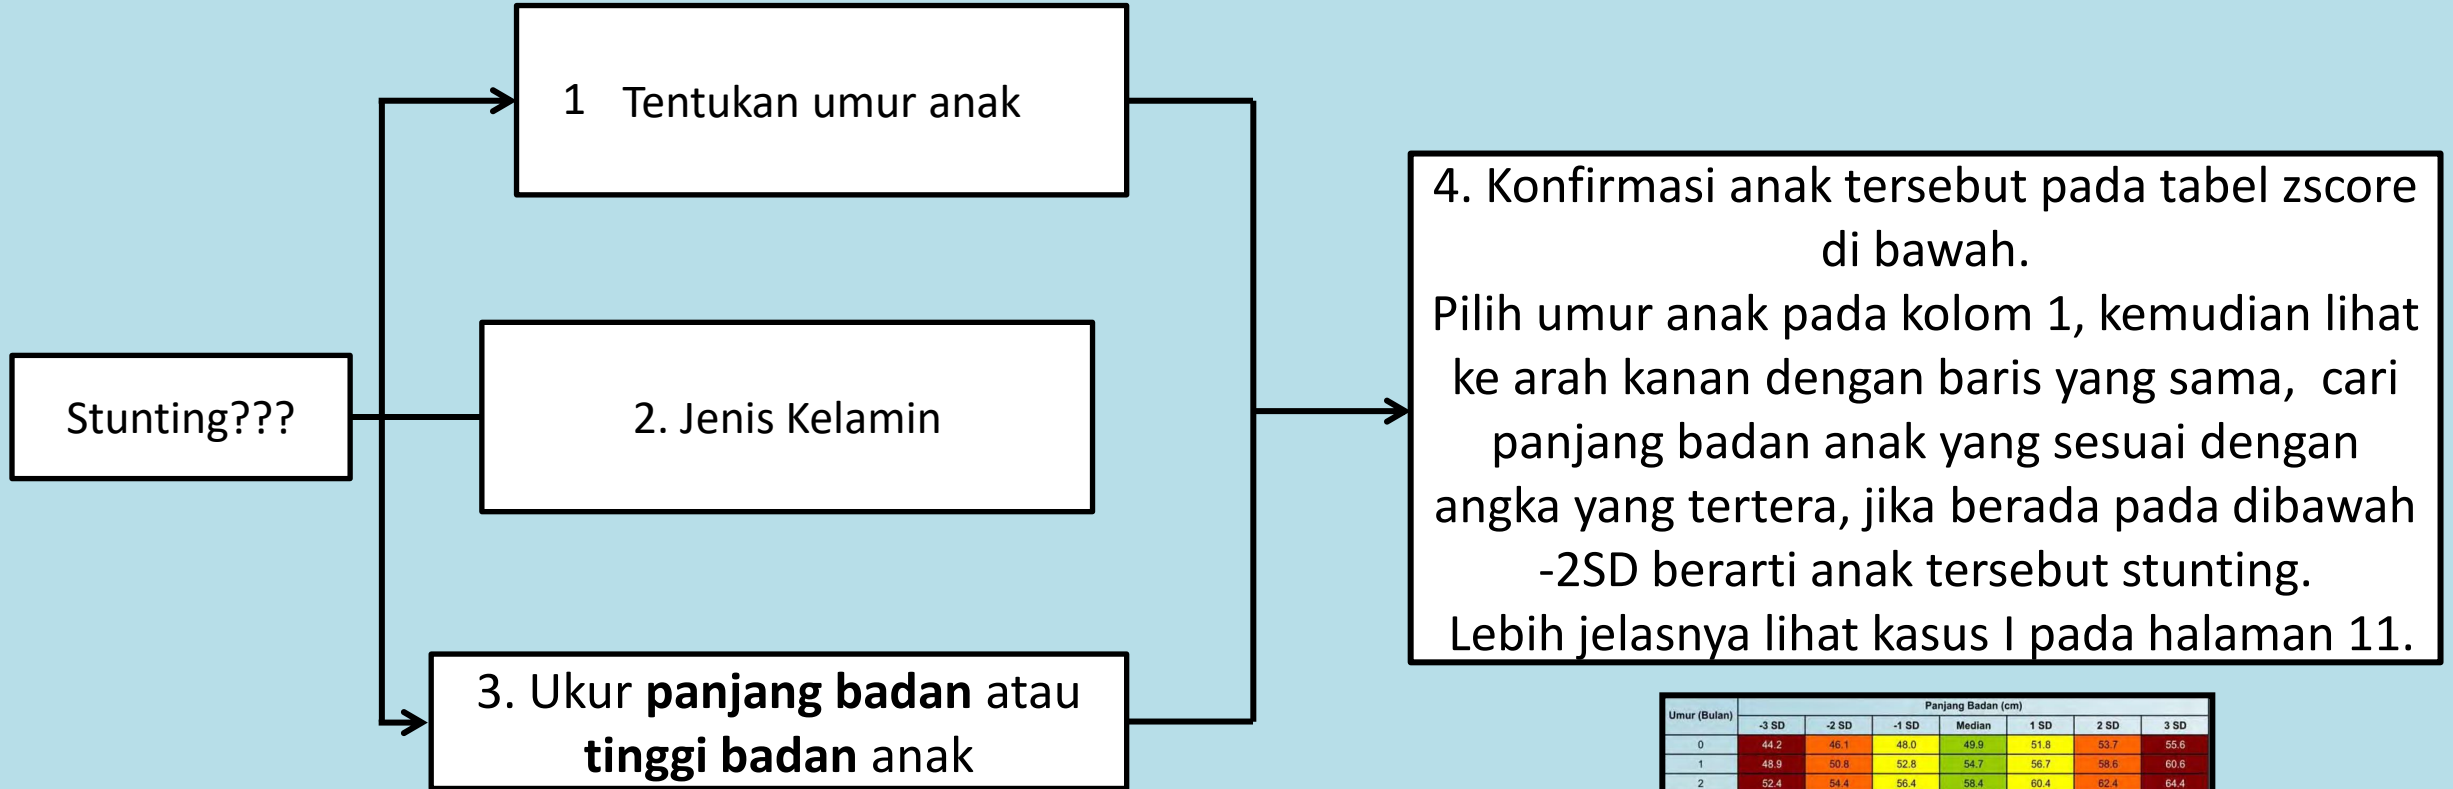 Stunting???
1 Tentukan umur anak
2. Jenis Kelamin
3. Ukur panjang badan atau
tinggi badan anak
4. Konfirmasi anak tersebut pada tabel zscore
di bawah.
Pilih umur anak pada kolom 1, kemudian lihat
ke arah kanan dengan baris yang sama, cari
panjang badan anak yang sesuai dengan
angka yang tertera, jika berada pada dibawah
-2SD berarti anak tersebut stunting.
Lebih jelasnya lihat kasus I pada halaman 11.
Umur (Bulan) Panjang Badan (cm)
-3 SD -2 SD -1 SD Median 1 SD 2 SD 3 SD
0 44.2 46.1 48.0 49.9 51.8 53.7 55.6
1 48.9 50.8 52.8 54.7 56.7 58.6 60.6
2 52.4 54.4 56.4 58.4 60.4 62.4 64.4